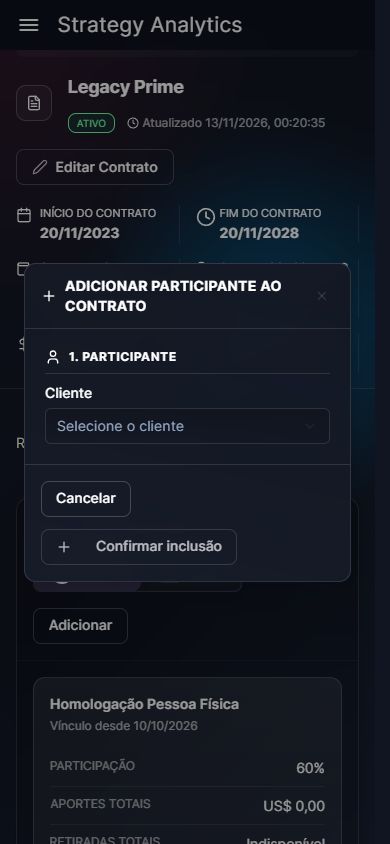 Strategy Analytics
Legacy Prime
ATIVO
Atualizado 13/11/2026, 00:20:35
Editar Contrato
INÍCIO DO CONTRATO
20/11/2023
FIM DO CONTRATO
20/11/2028
ADICIONAR PARTICIPANTE AO
CONTRATO
1. PARTICIPANTE
Cliente
Selecione o cliente
Cancelar
Confirmar inclusão
Adicionar
Homologação Pessoa Física
Vínculo desde 10/10/2026
PARTICIPAÇÃO
60%
APORTES TOTAIS
US$ 0,00
RETIRADAS TOTAIS
Indisponível